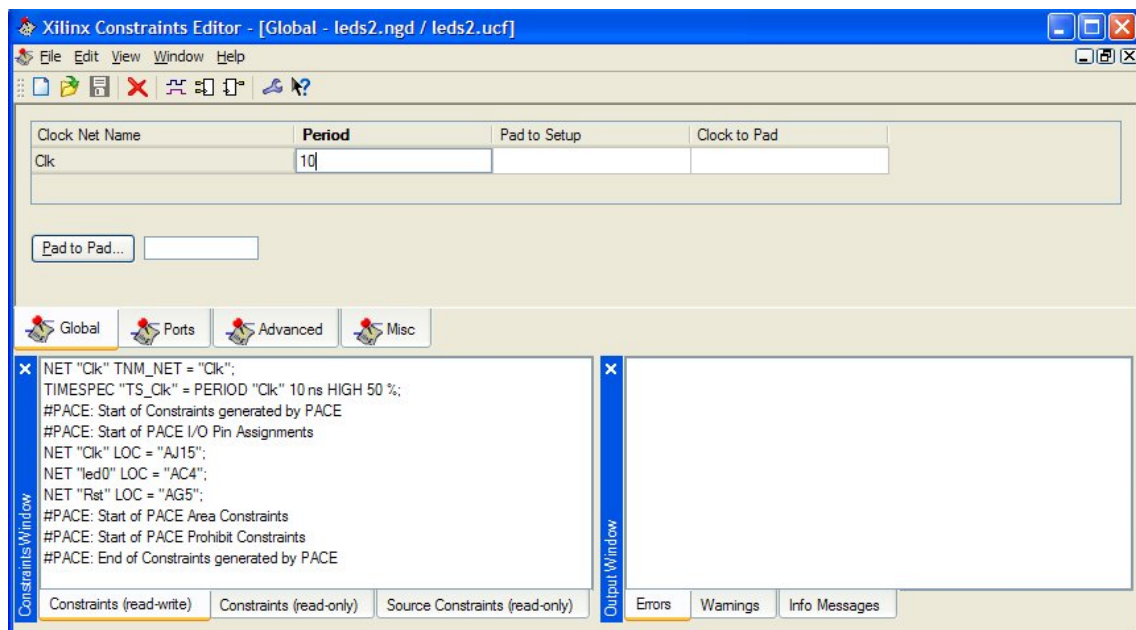 Xilinx Constraints Editor - [Global - leds2.ngd / leds2.ucf]
File Edit View Window Help
Clock Net Name Period Pad to Setup Clock to Pad
Clk 10
Pad to Pad...
Global Ports Advanced Misc
NET "Clk" TNM_NET = "Clk";
TIMESPEC "TS_Clk" = PERIOD "Clk" 10 ns HIGH 50 %;
#PACE: Start of Constraints generated by PACE
#PACE: Start of PACE I/O Pin Assignments
NET "Clk" LOC = "AJ15";
NET "led0" LOC = "AC4";
NET "Rst" LOC = "AG5";
#PACE: Start of PACE Area Constraints
#PACE: Start of PACE Prohibit Constraints
#PACE: End of Constraints generated by PACE
Constraints Window
Constraints (read-write) Constraints (read-only) Source Constraints (read-only)
Output Window
Errors Warnings Info Messages